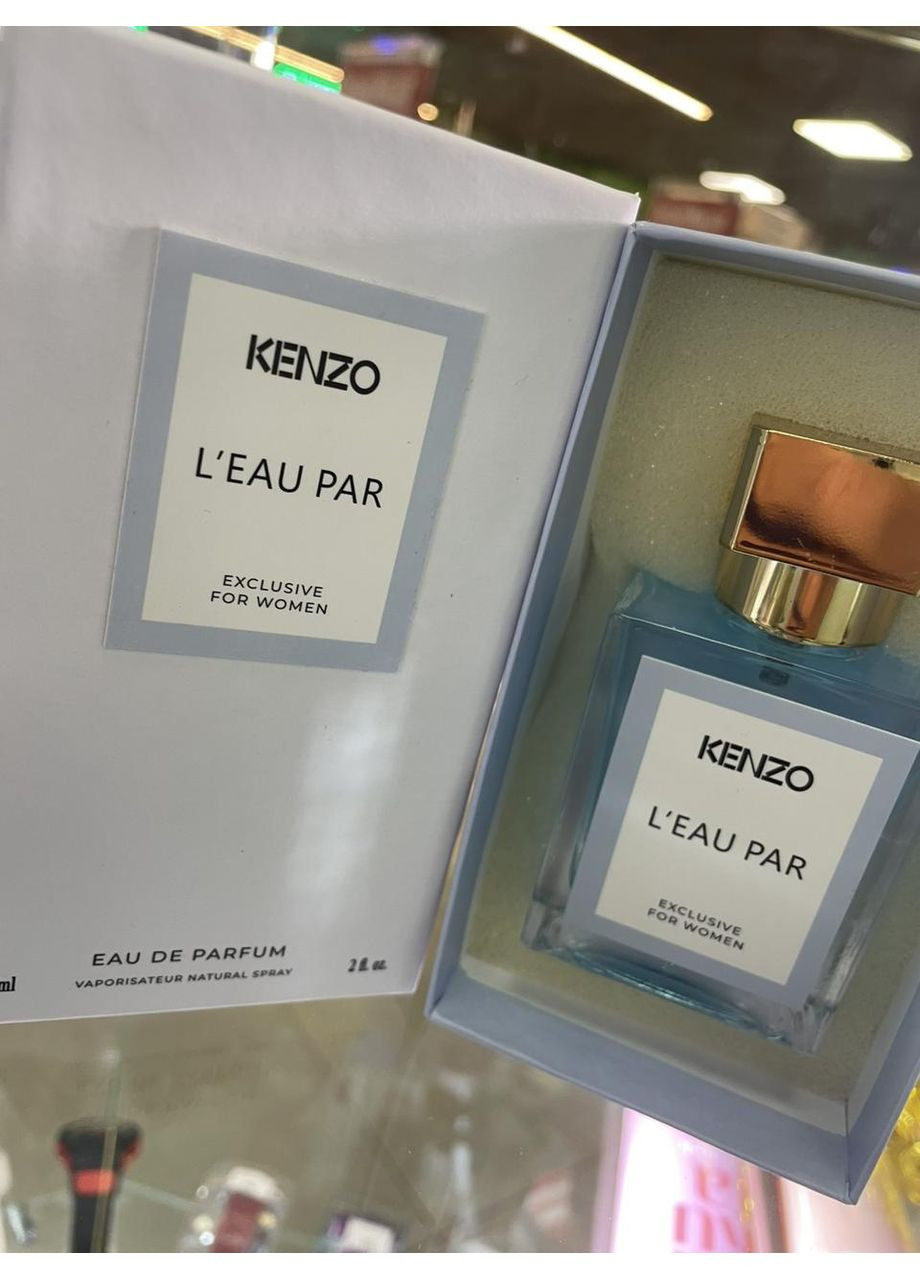 KENZO
L'EAU PAR
EXCLUSIVE
FOR WOMEN
EAU DE PARFUM
VAPORISATEUR NATURAL SPRAY
ml
2 fl. oz.
KENZO
L'EAU PAR
EXCLUSIVE
FOR WOMEN